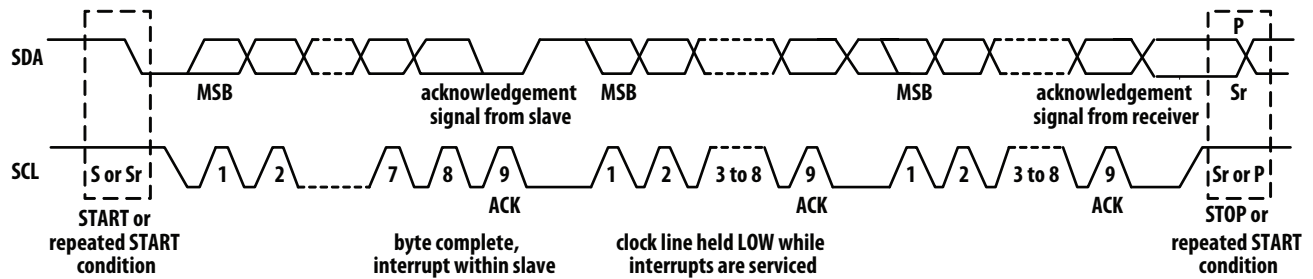 P
SDA
MSB
acknowledgement
signal from slave
MSB
MSB
acknowledgement
signal from receiver
Sr
SCL
S or Sr
1
2
7
8
9
1
2
3 to 8
9
1
2
3 to 8
9
Sr or P
ACK
ACK
ACK
START or
repeated START
condition
byte complete,
interrupt within slave
clock line held LOW while
interrupts are serviced
STOP or
repeated START
condition